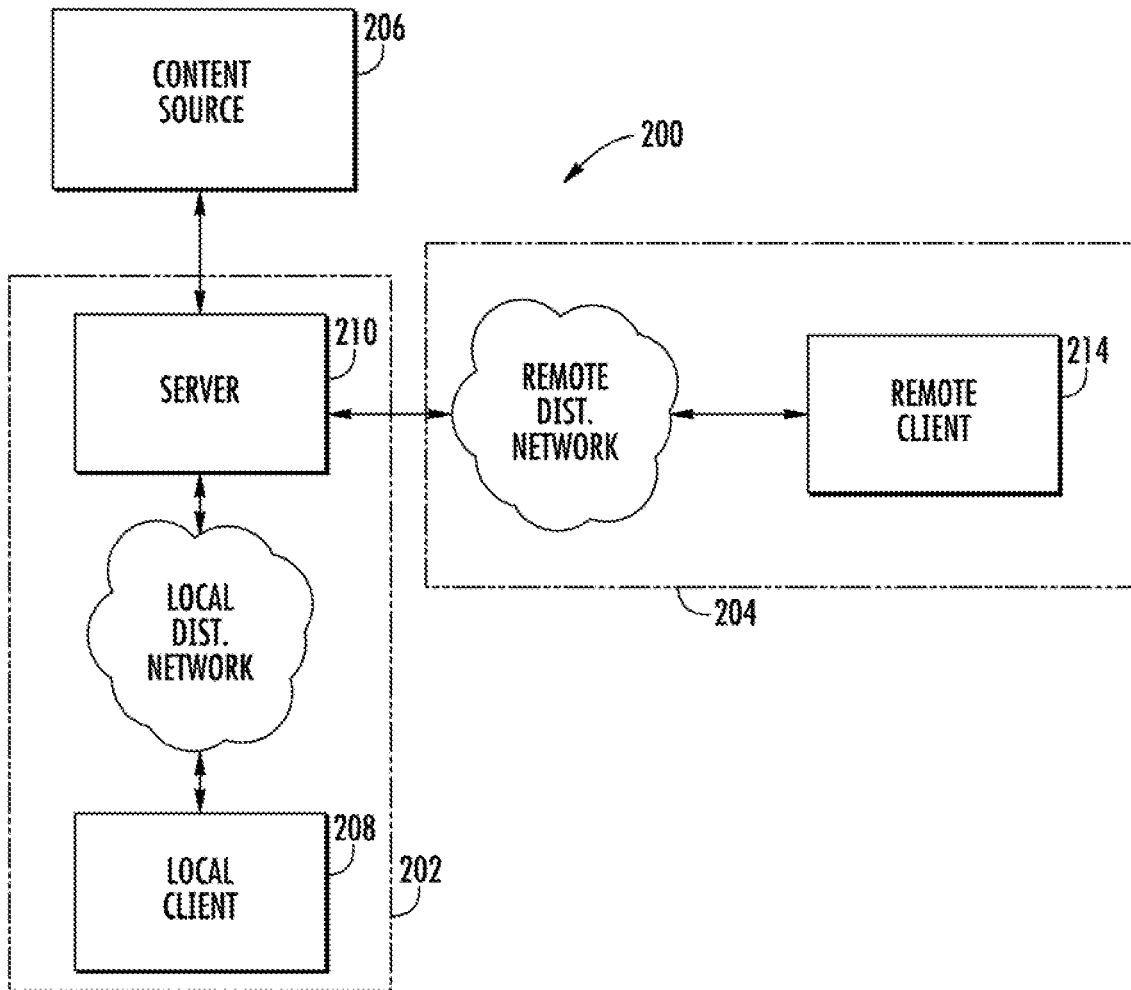 206
CONTENT
SOURCE
200
210
SERVER
REMOTE
DIST.
NETWORK
214
REMOTE
CLIENT
204
LOCAL
DIST.
NETWORK
208
202
LOCAL
CLIENT